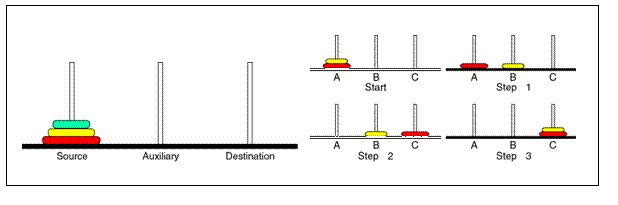 A B C
Start
A B C
Step 1
Source Auxiliary Destination
A B C
Step 2
A B C
Step 3